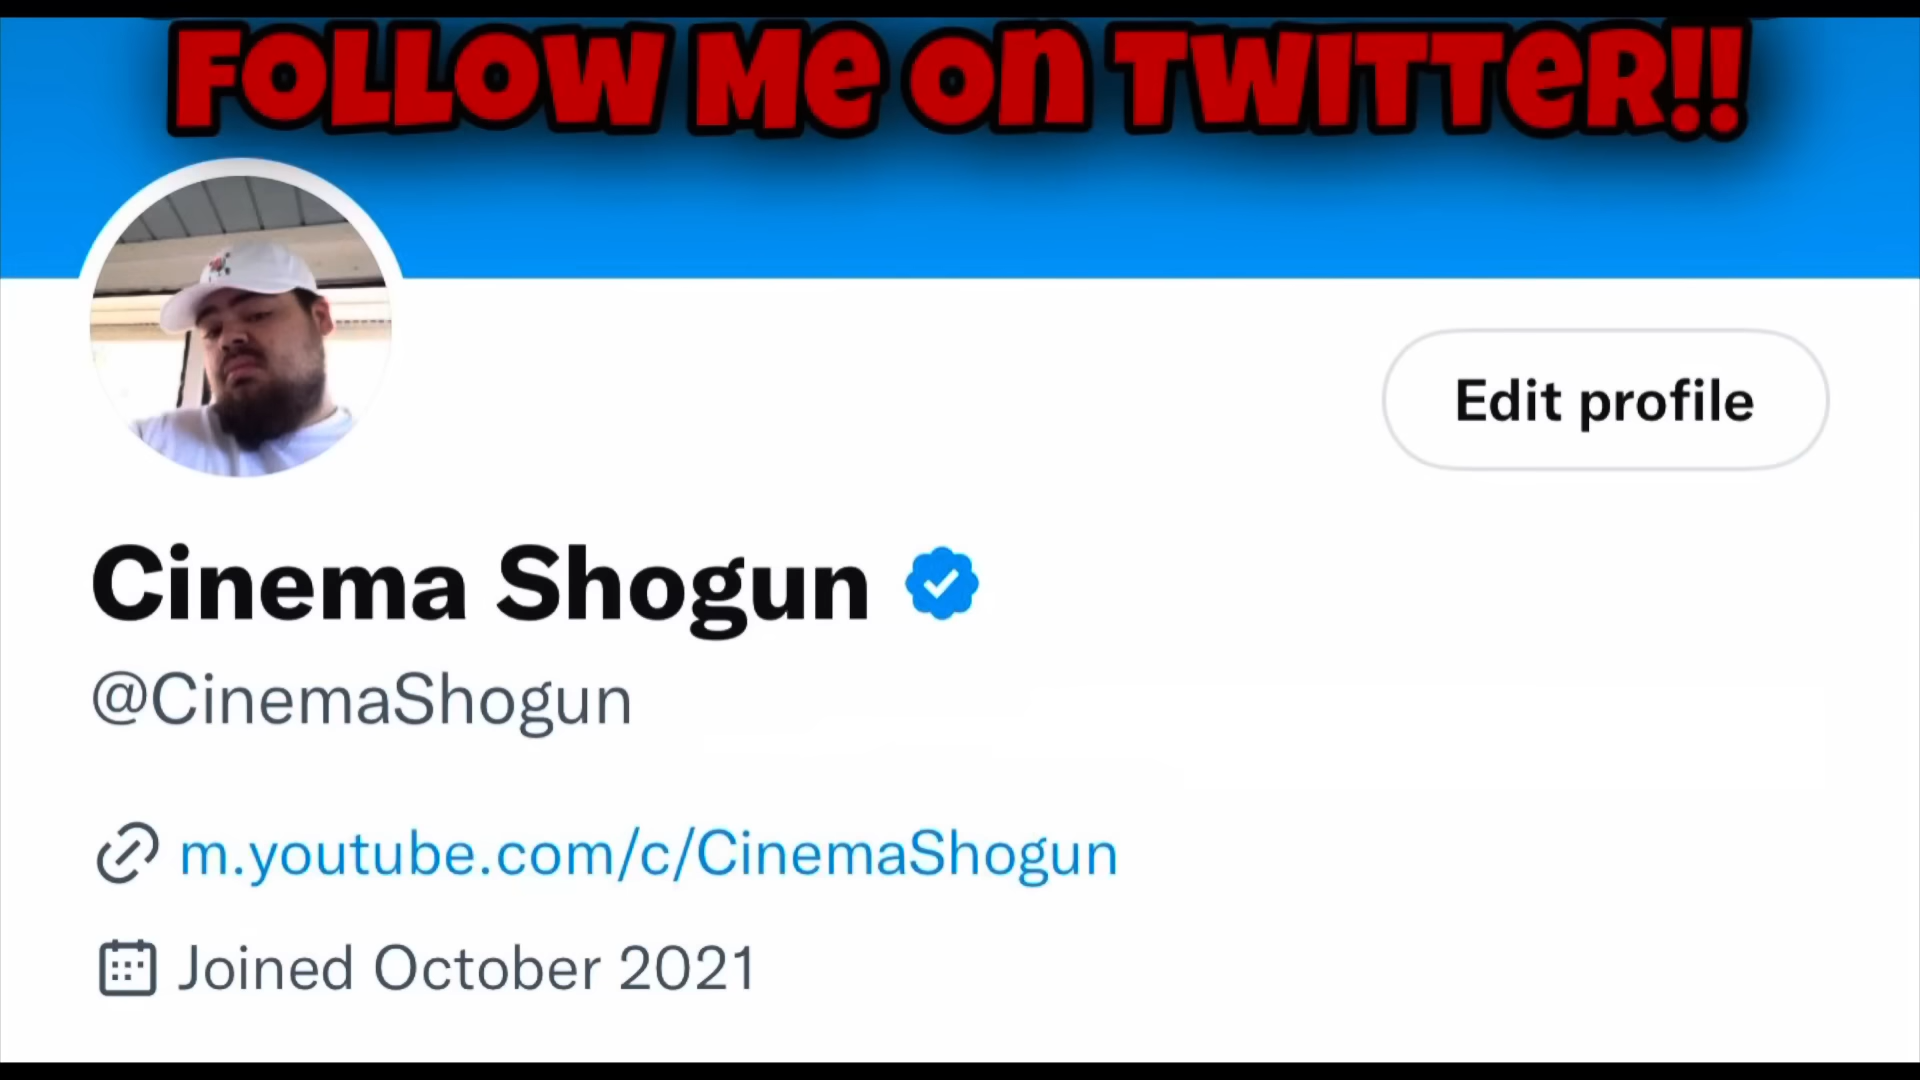 FOLLOW Me on TWITTeR!!
Edit profile
Cinema Shogun
@CinemaShogun
m.youtube.com/c/CinemaShogun
Joined October 2021